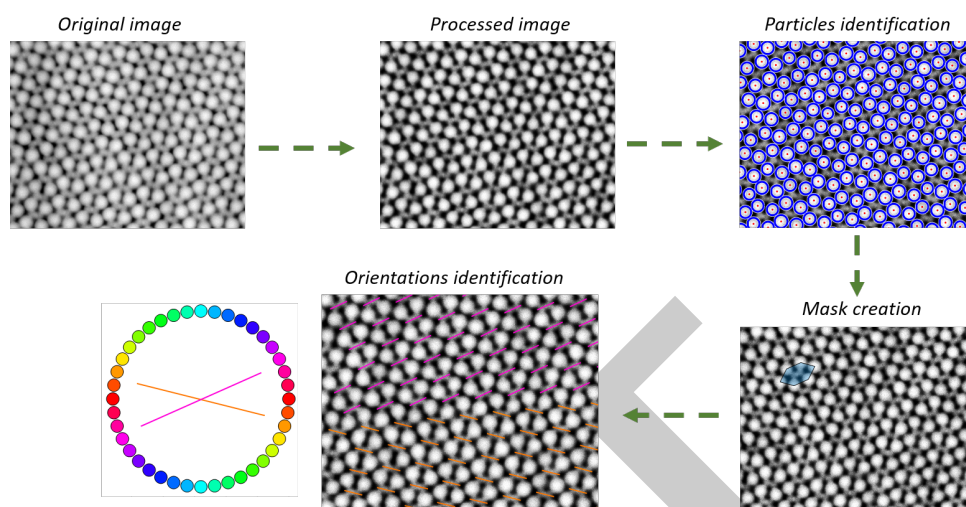 Original image
Processed image
Particles identification
Orientations identification
Mask creation